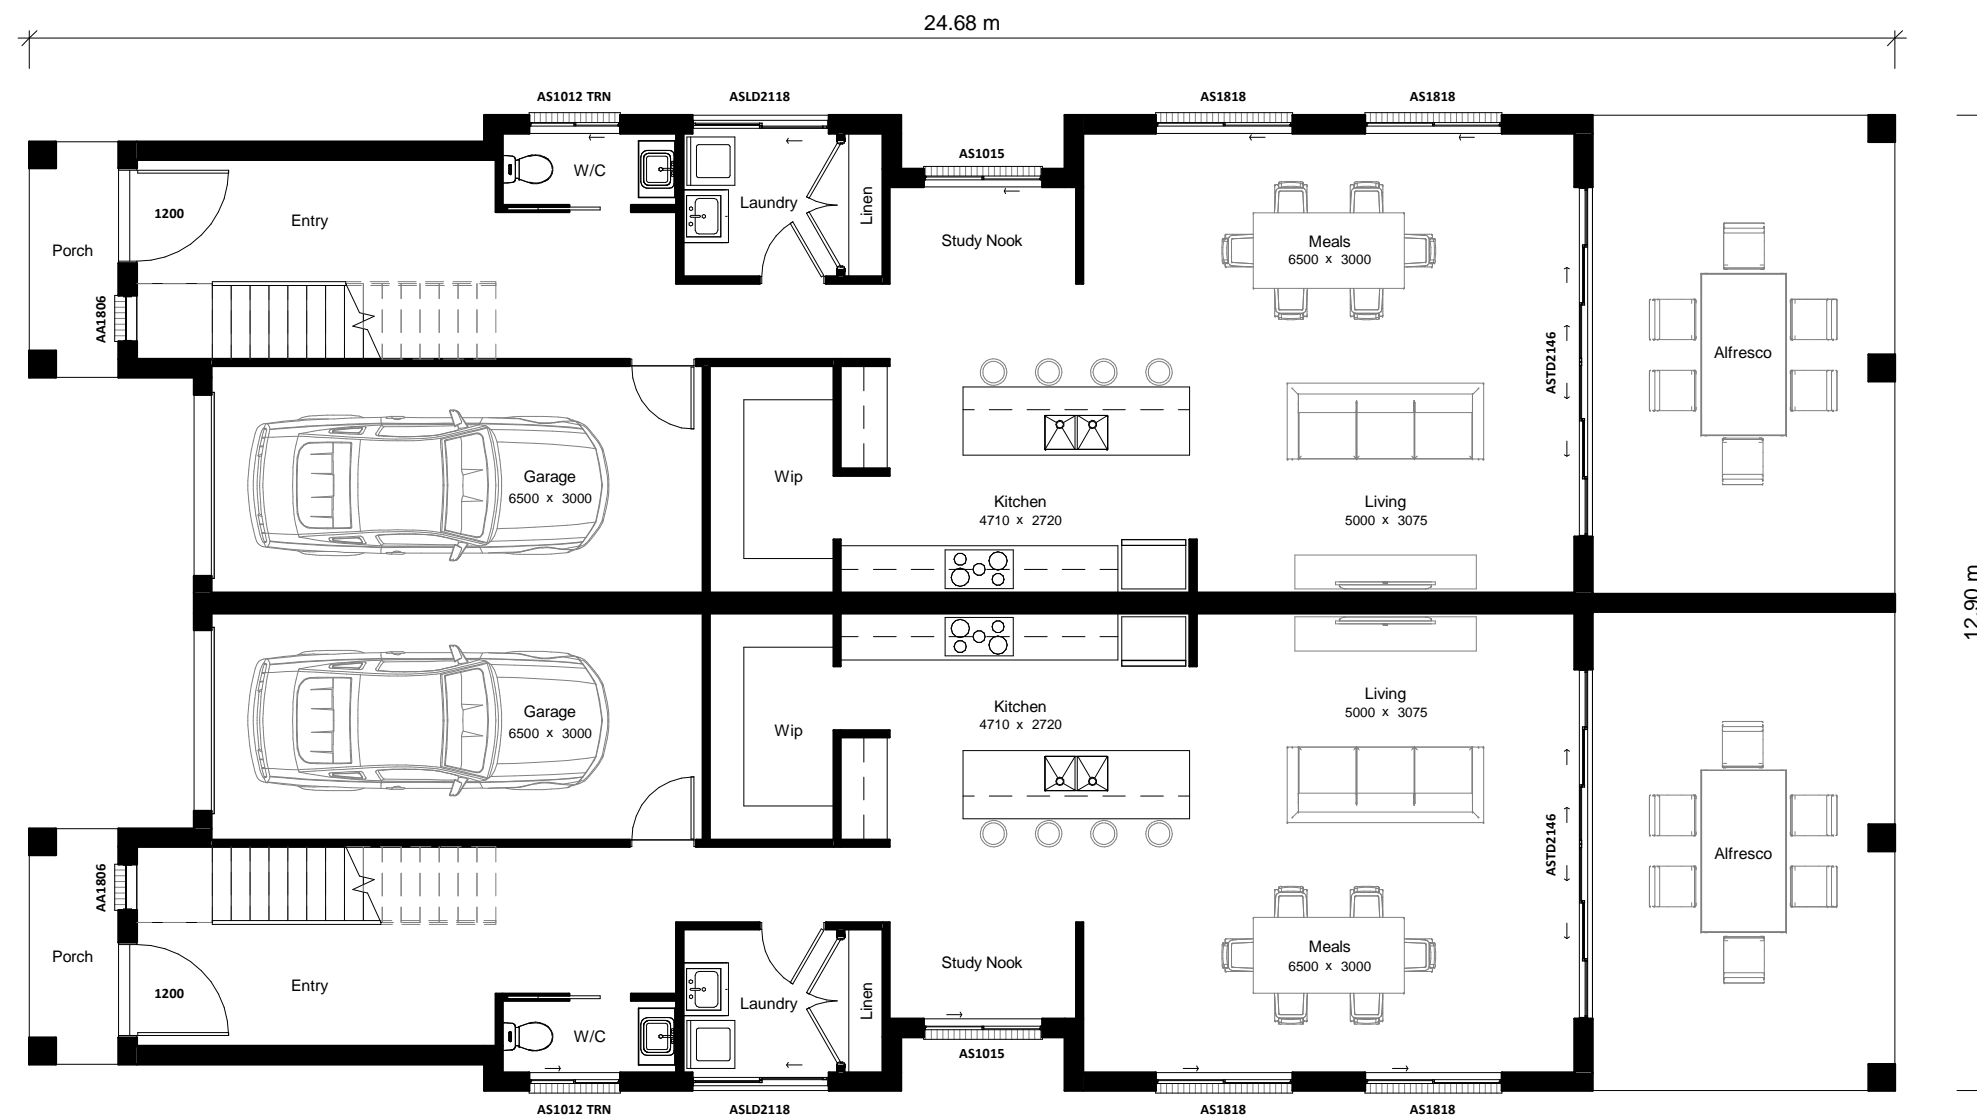 24.68 m
AS1012 TRN
ASLD2118
AS1818
AS1818
AS1015
W/C
1200
Entry
Laundry
Linen
Porch
Study Nook
Meals
6500 x 3000
AA1806
ASTD2146
Alfresco
Garage
6500 x 3000
Wip
Kitchen
4710 x 2720
Living
5000 x 3075
12.90 m
Garage
6500 x 3000
Wip
Kitchen
4710 x 2720
Living
5000 x 3075
AA1806
ASTD2146
Alfresco
Porch
Study Nook
Meals
6500 x 3000
1200
Entry
Laundry
Linen
W/C
AS1015
AS1012 TRN
ASLD2118
AS1818
AS1818